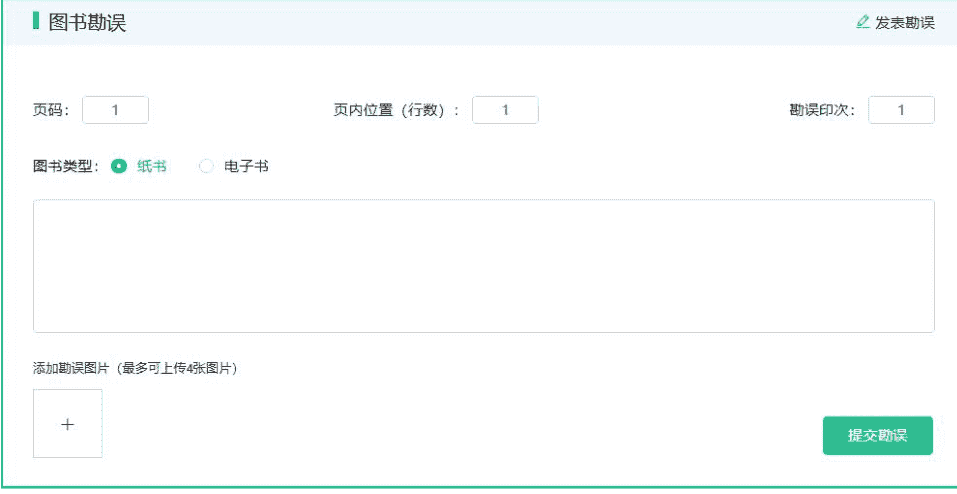 图书勘误 发表勘误
页码： 1 页内位置（行数）： 1 勘误印次： 1
图书类型： 纸书 电子书
添加勘误图片（最多可上传4张图片）
+
提交勘误